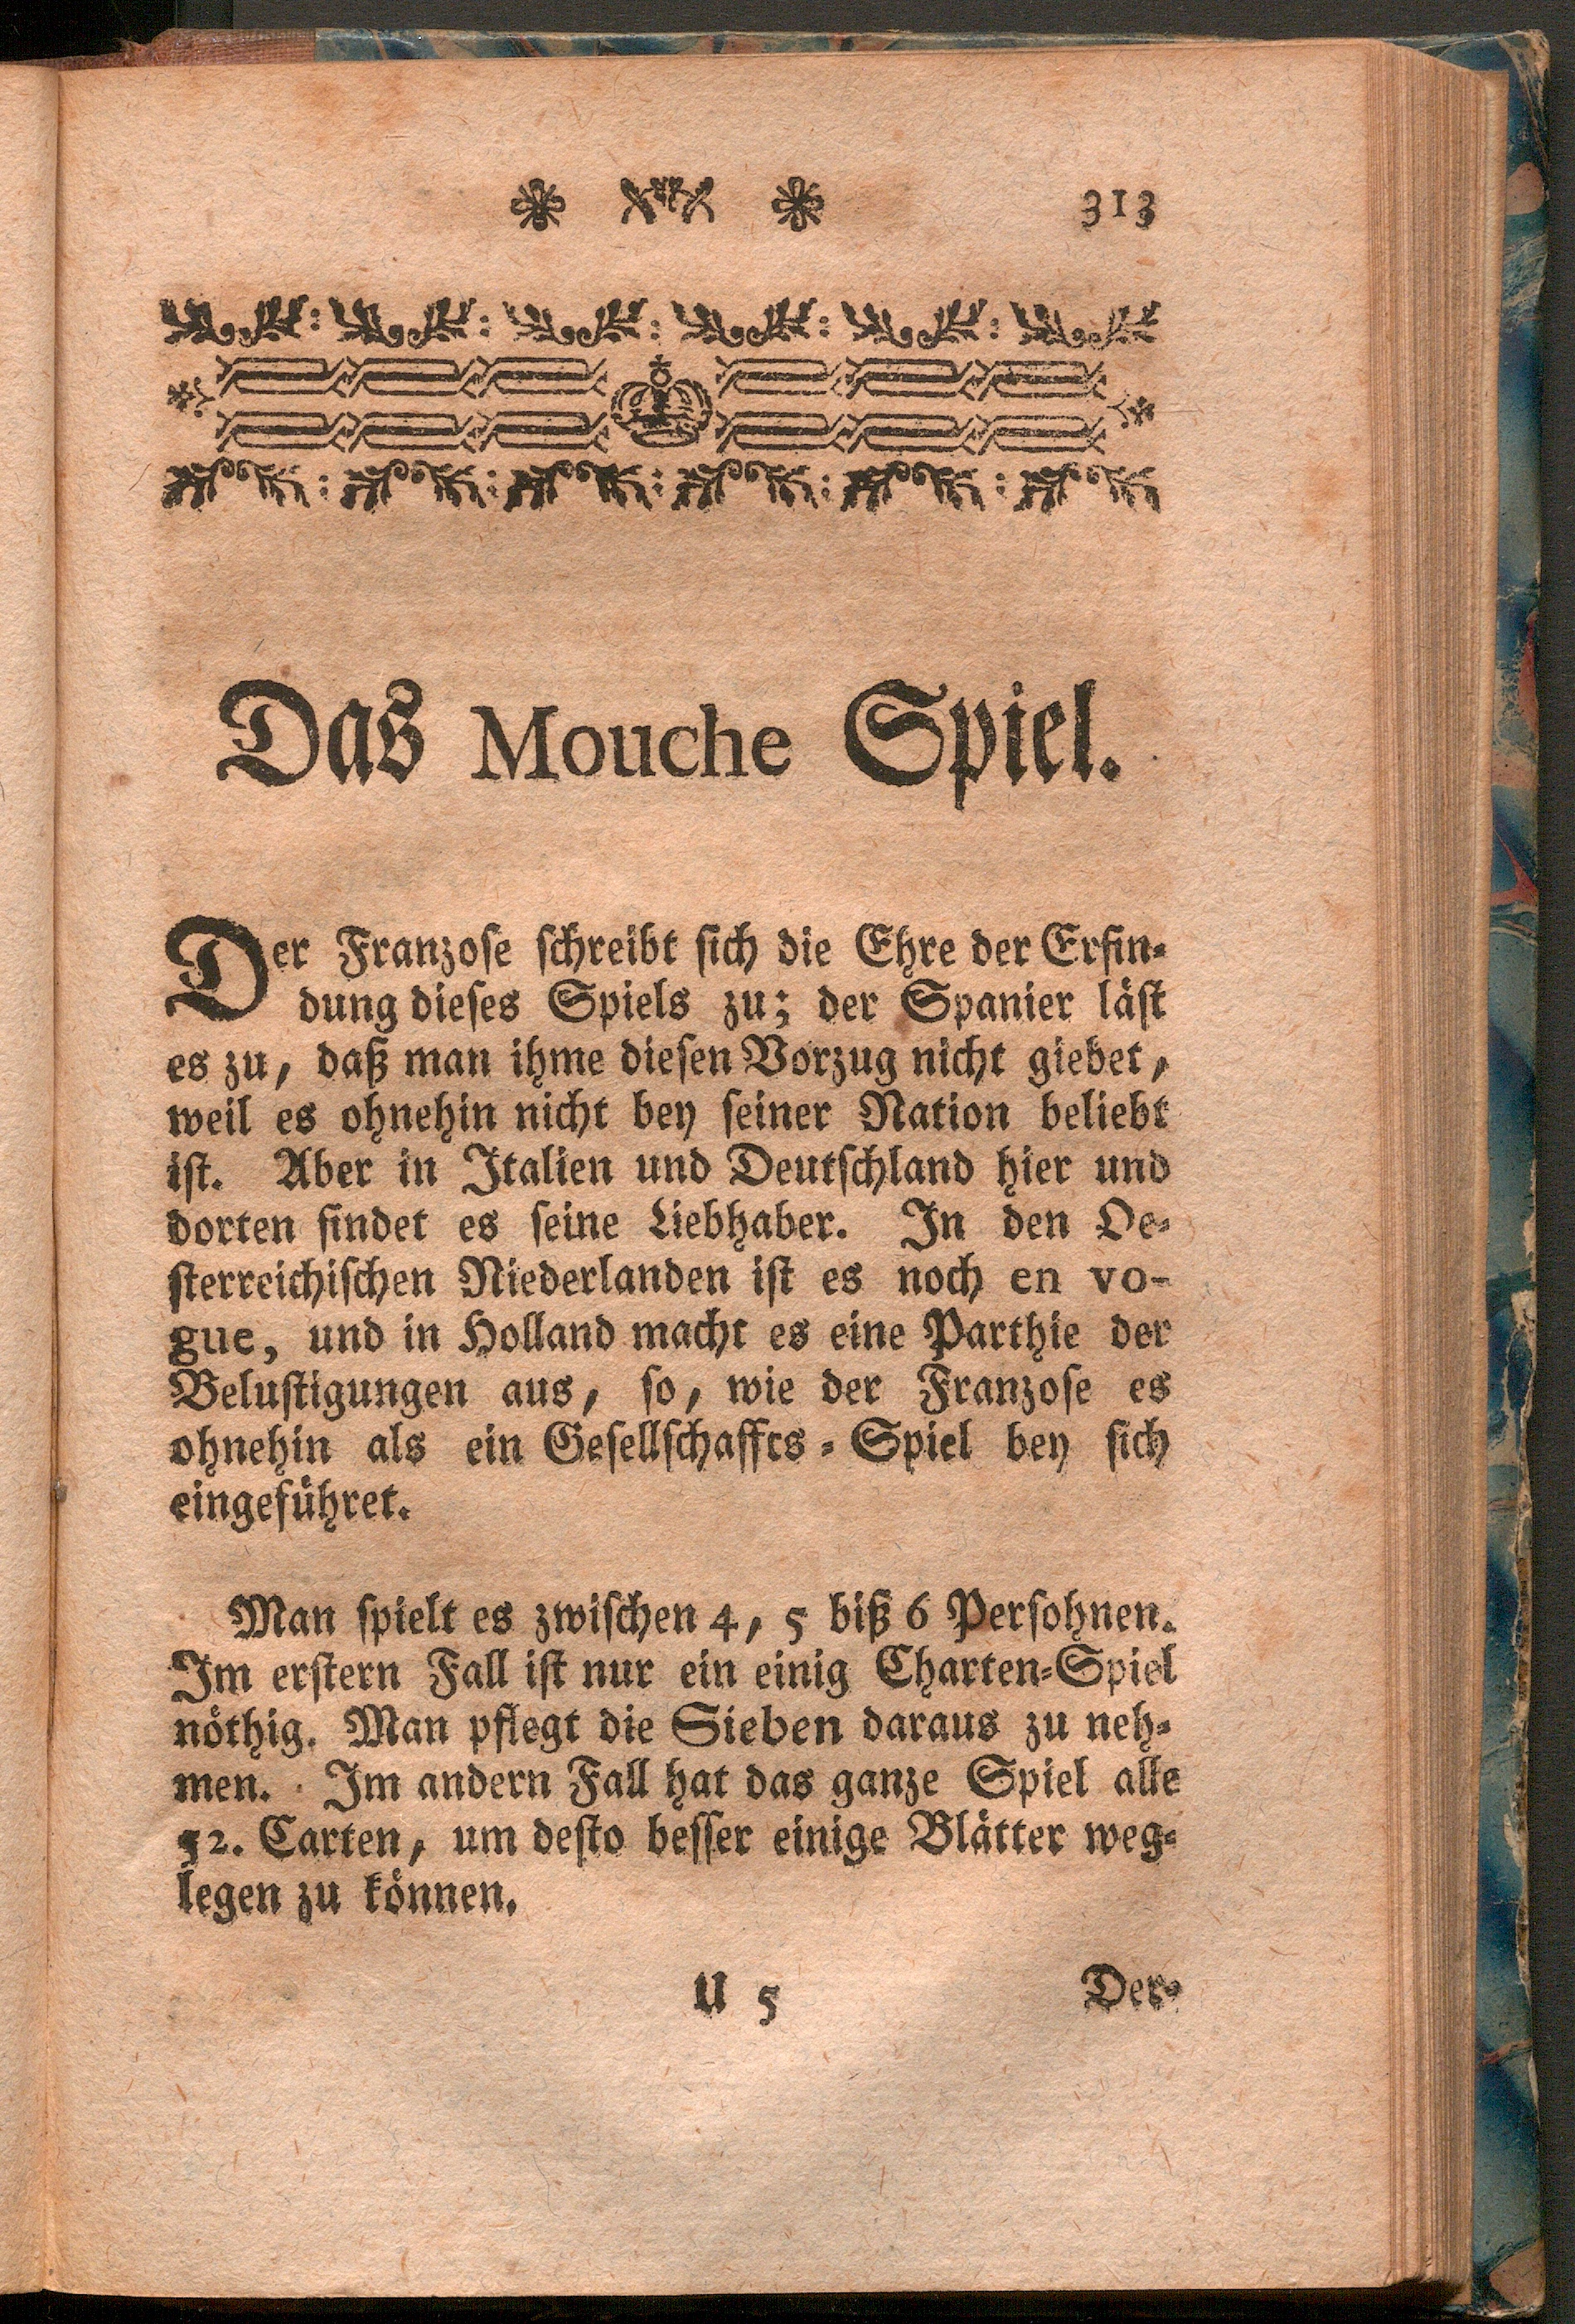 313
Das Mouche Spiel.
Der Franzose schreibt sich die Ehre der Erfin-
dung dieses Spiels zu; der Spanier läst
es zu, daß man ihme diesen Vorzug nicht giebet,
weil es ohnehin nicht bey seiner Nation beliebt
ist. Aber in Italien und Deutschland hier und
dorten findet es seine Liebhaber. In den Oe-
sterreichischen Niederlanden ist es noch en vo-
gue, und in Holland macht es eine Parthie der
Belustigungen aus, so, wie der Franzose es
ohnehin als ein Gesellschaffts-Spiel bey sich
eingeführet.
Man spielt es zwischen 4, 5 biß 6 Persohnen.
Im erstern Fall ist nur ein einig Charten-Spiel
nöthig. Man pflegt die Sieben daraus zu neh-
men. Im andern Fall hat das ganze Spiel alle
52. Carten, um desto besser einige Blätter weg-
legen zu können.
U 5 Der-